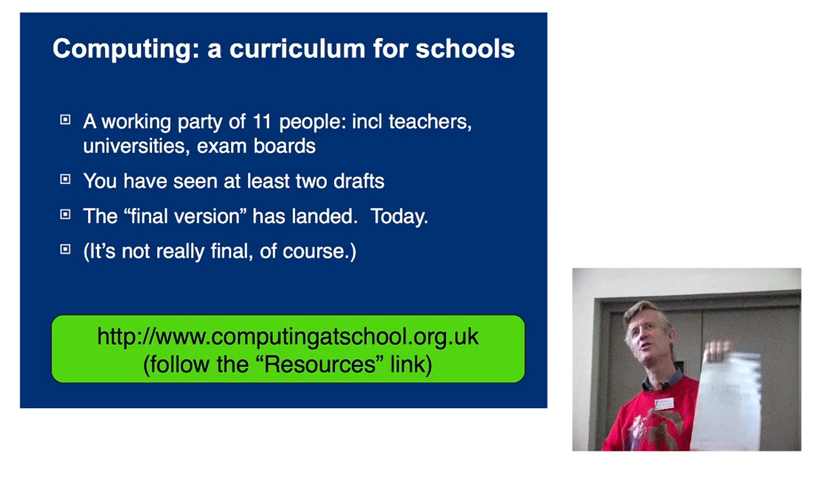 Computing: a curriculum for schools
A working party of 11 people: incl teachers,
universities, exam boards
You have seen at least two drafts
The “final version” has landed.  Today.
(It’s not really final, of course.)
http://www.computingatschool.org.uk
(follow the “Resources” link)